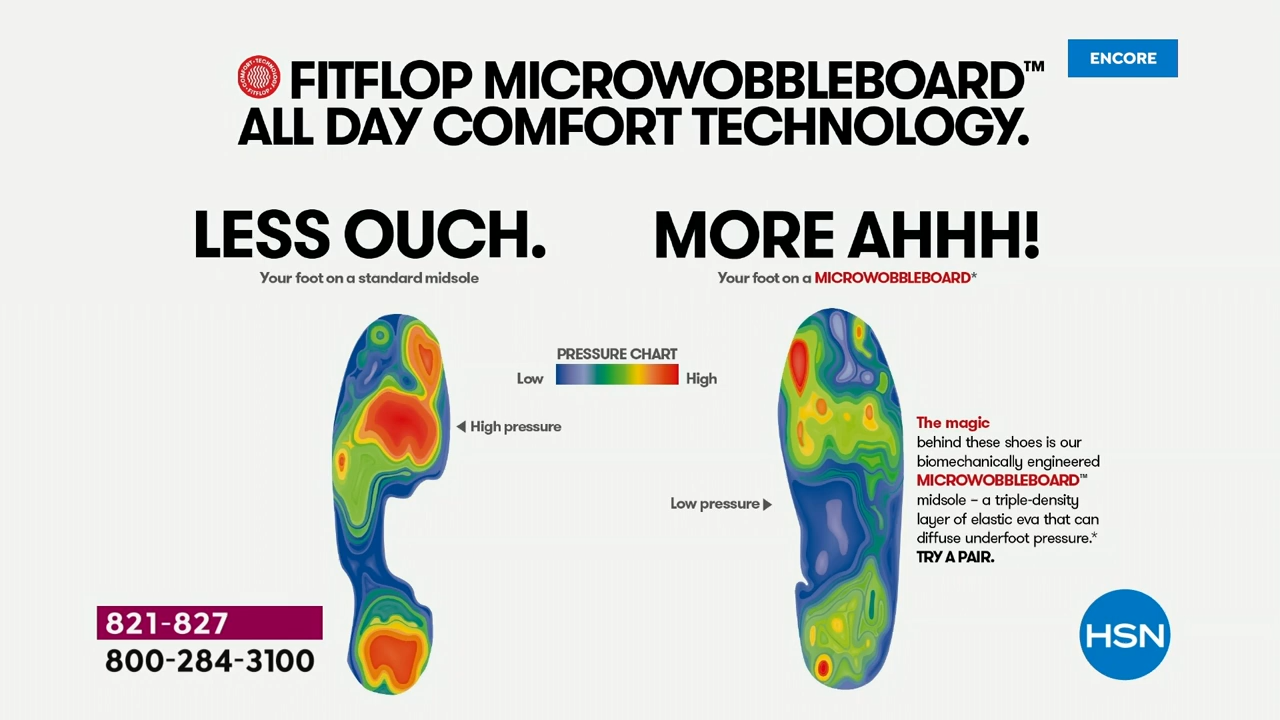 ENCORE
FITFLOP MICROWOBBLEBOARD™
ALL DAY COMFORT TECHNOLOGY.
LESS OUCH.
Your foot on a standard midsole
MORE AHHH!
Your foot on a MICROWOBBLEBOARD*
PRESSURE CHART
Low
High
High pressure
Low pressure
The magic
behind these shoes is our
biomechanically engineered
MICROWOBBLEBOARD™
midsole – a triple-density
layer of elastic eva that can
diffuse underfoot pressure.*
TRY A PAIR.
821-827
800-284-3100
HSN